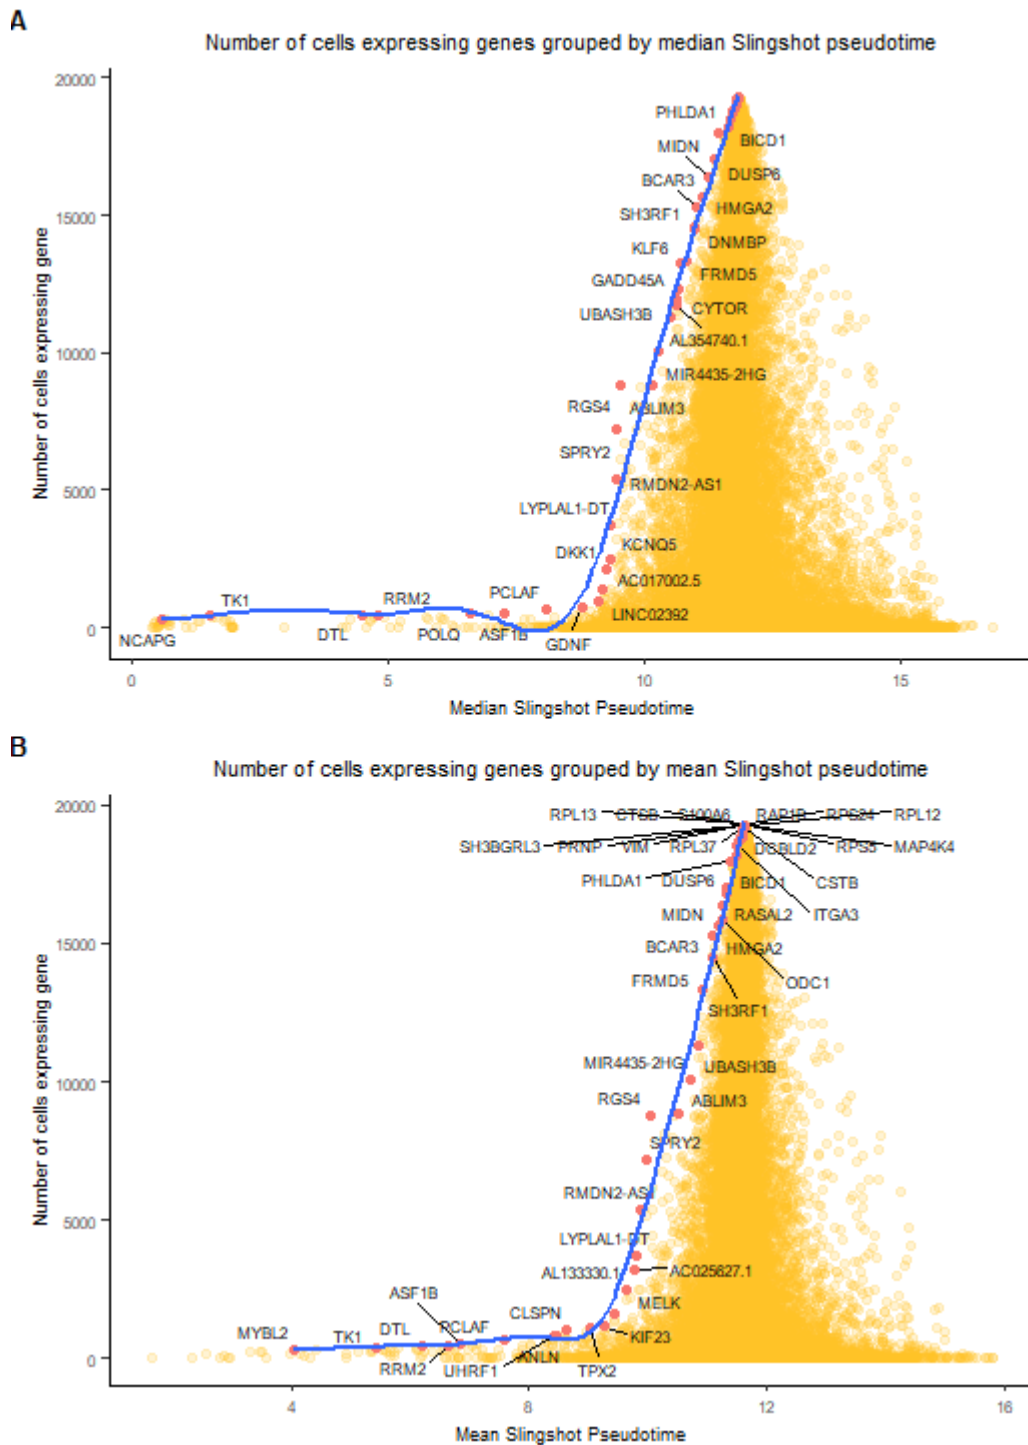 A
Number of cells expressing genes grouped by median Slingshot pseudotime
Number of cells expressing gene
20000
15000
10000
5000
0
PHLDA1
BICD1
MIDN
DUSP6
BCAR3
HMGA2
SH3RF1
DNMBP
KLF6
FRMD5
GADD45A
CYTOR
UBASH3B
AL354740.1
MIR4435-2HG
RGS4
ABLIM3
SPRY2
RMDN2-AS1
LYPLAL1-DT
DKK1
KCNQ5
AC017002.5
PCLAF
LINC02392
TK1
RRM2
NCAPG
DTL
POLQ
ASF1B
GDNF
0
5
10
15
Median Slingshot Pseudotime
B
Number of cells expressing genes grouped by mean Slingshot pseudotime
Number of cells expressing gene
20000
15000
10000
5000
0
RPL13 CTSB S100A6 RAP1B RPS24 RPL12
SH3BGRL3 PRNP VIM RPL37 DCBLD2 RPS5 MAP4K4
PHLDA1 DUSP6 BICD1 CSTB
MIDN RASAL2 ITGA3
BCAR3 HMGA2
FRMD5 ODC1
SH3RF1
MIR4435-2HG UBASH3B
RGS4 ABLIM3
SPRY2
RMDN2-AS1
LYPLAL1-DT
AL133330.1 AC025627.1
ASF1B
CLSPN MELK
MYBL2 TK1 DTL PCLAF KIF23
RRM2 UHRF1 ANLN TPX2
4
8
12
16
Mean Slingshot Pseudotime